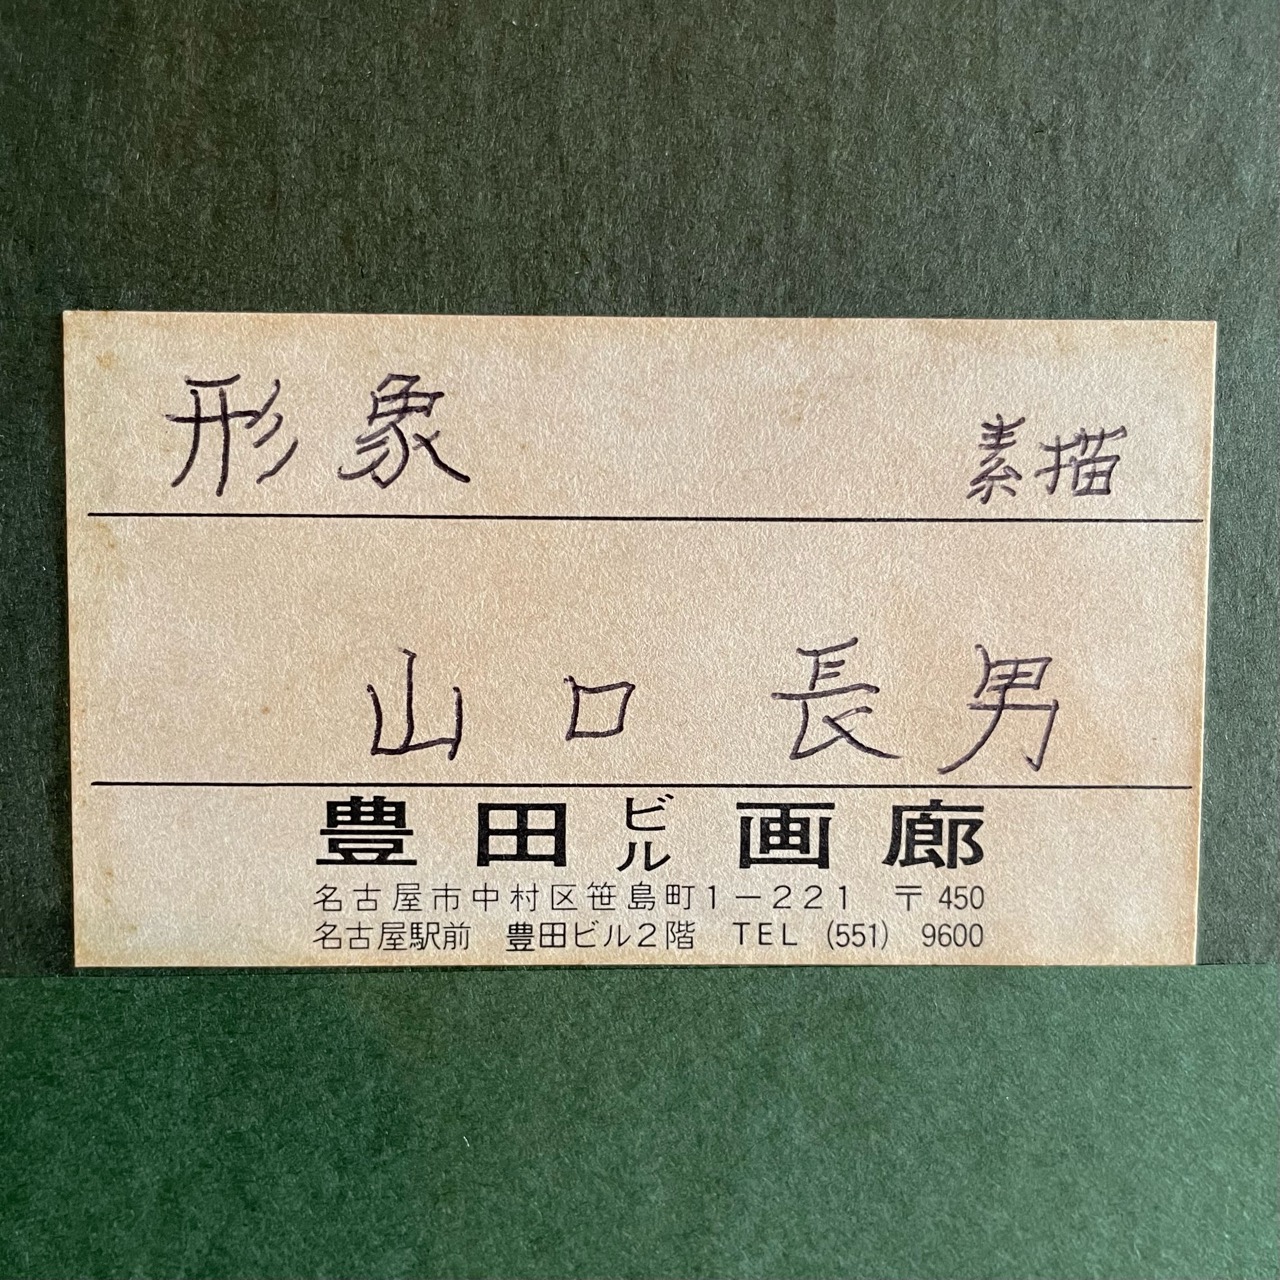 形象 素描
山口 長男
豊田ビル画廊
名古屋市中村区笹島町1－221 〒450
名古屋駅前 豊田ビル2階 TEL (551) 9600